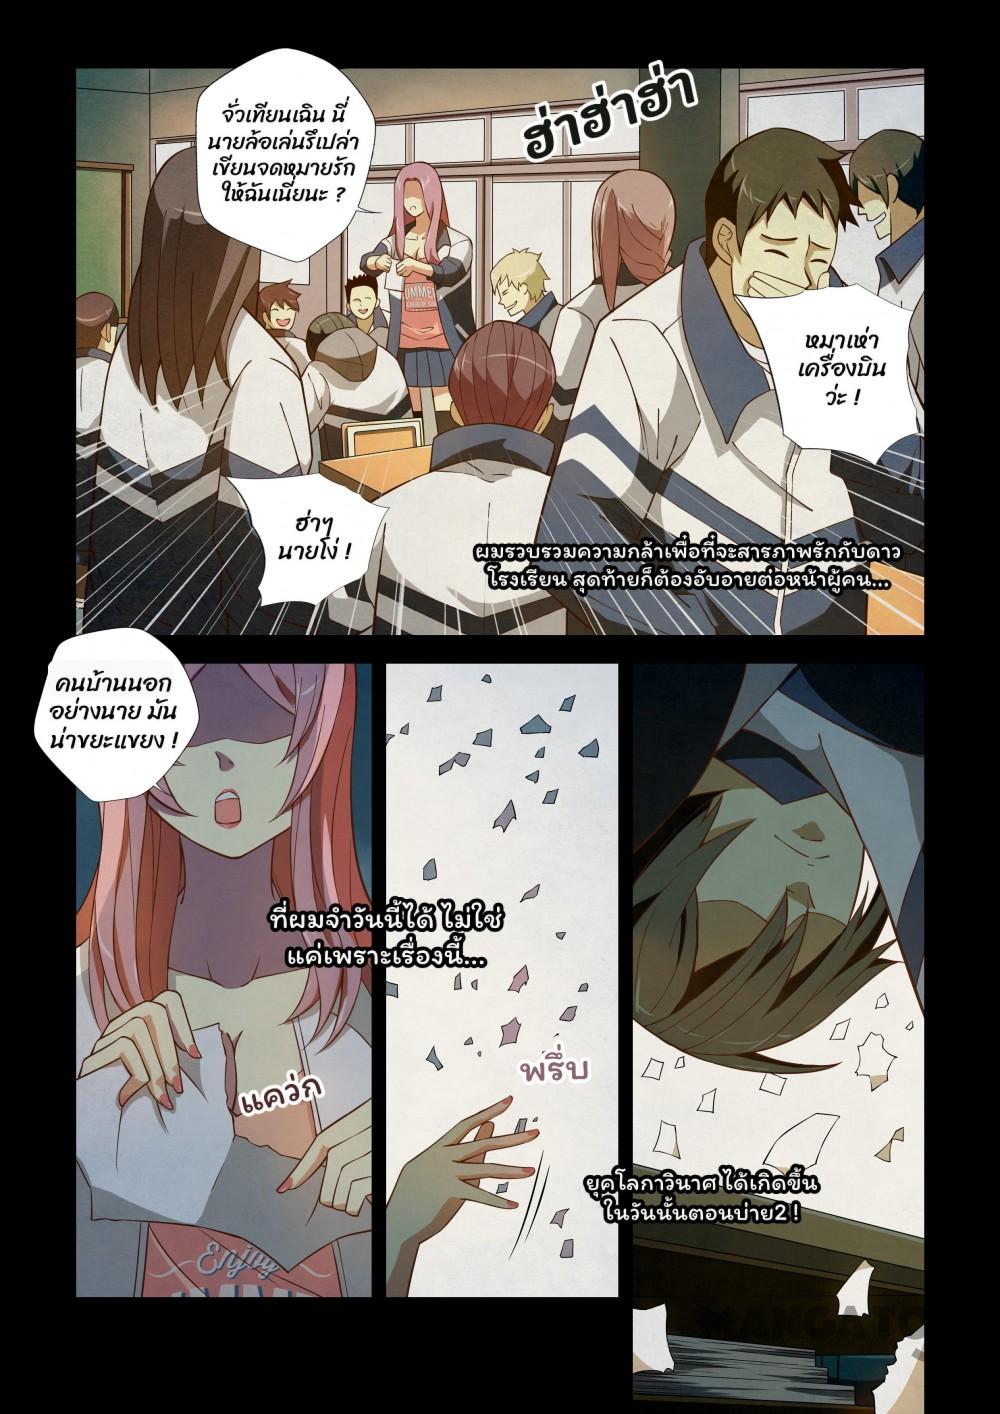 จั่วเทียนเฉิน นี่
นายล้อเล่นรึเปล่า
เขียนจดหมายรัก
ให้ฉันเนี่ยนะ ?
ฮ่าฮ่าฮ่า
UMMER
หมาเห่า
เครื่องบิน
ว่ะ !
ฮ่าๆ
นายโง่ !
ผมรวบรวมความกล้าเพื่อที่จะสารภาพรักกับดาว
โรงเรียน สุดท้ายก็ต้องอับอายต่อหน้าผู้คน...
คนบ้านนอก
อย่างนาย มัน
น่าขยะแขยง !
ที่ผมจำวันนี้ได้ ไม่ใช่
แค่เพราะเรื่องนี้...
แคว่ก
พรึ่บ
ยุคโลกาวินาศ ได้เกิดขึ้น
ในวันนั้นตอนบ่าย2 !
Enjoy
MANGATO